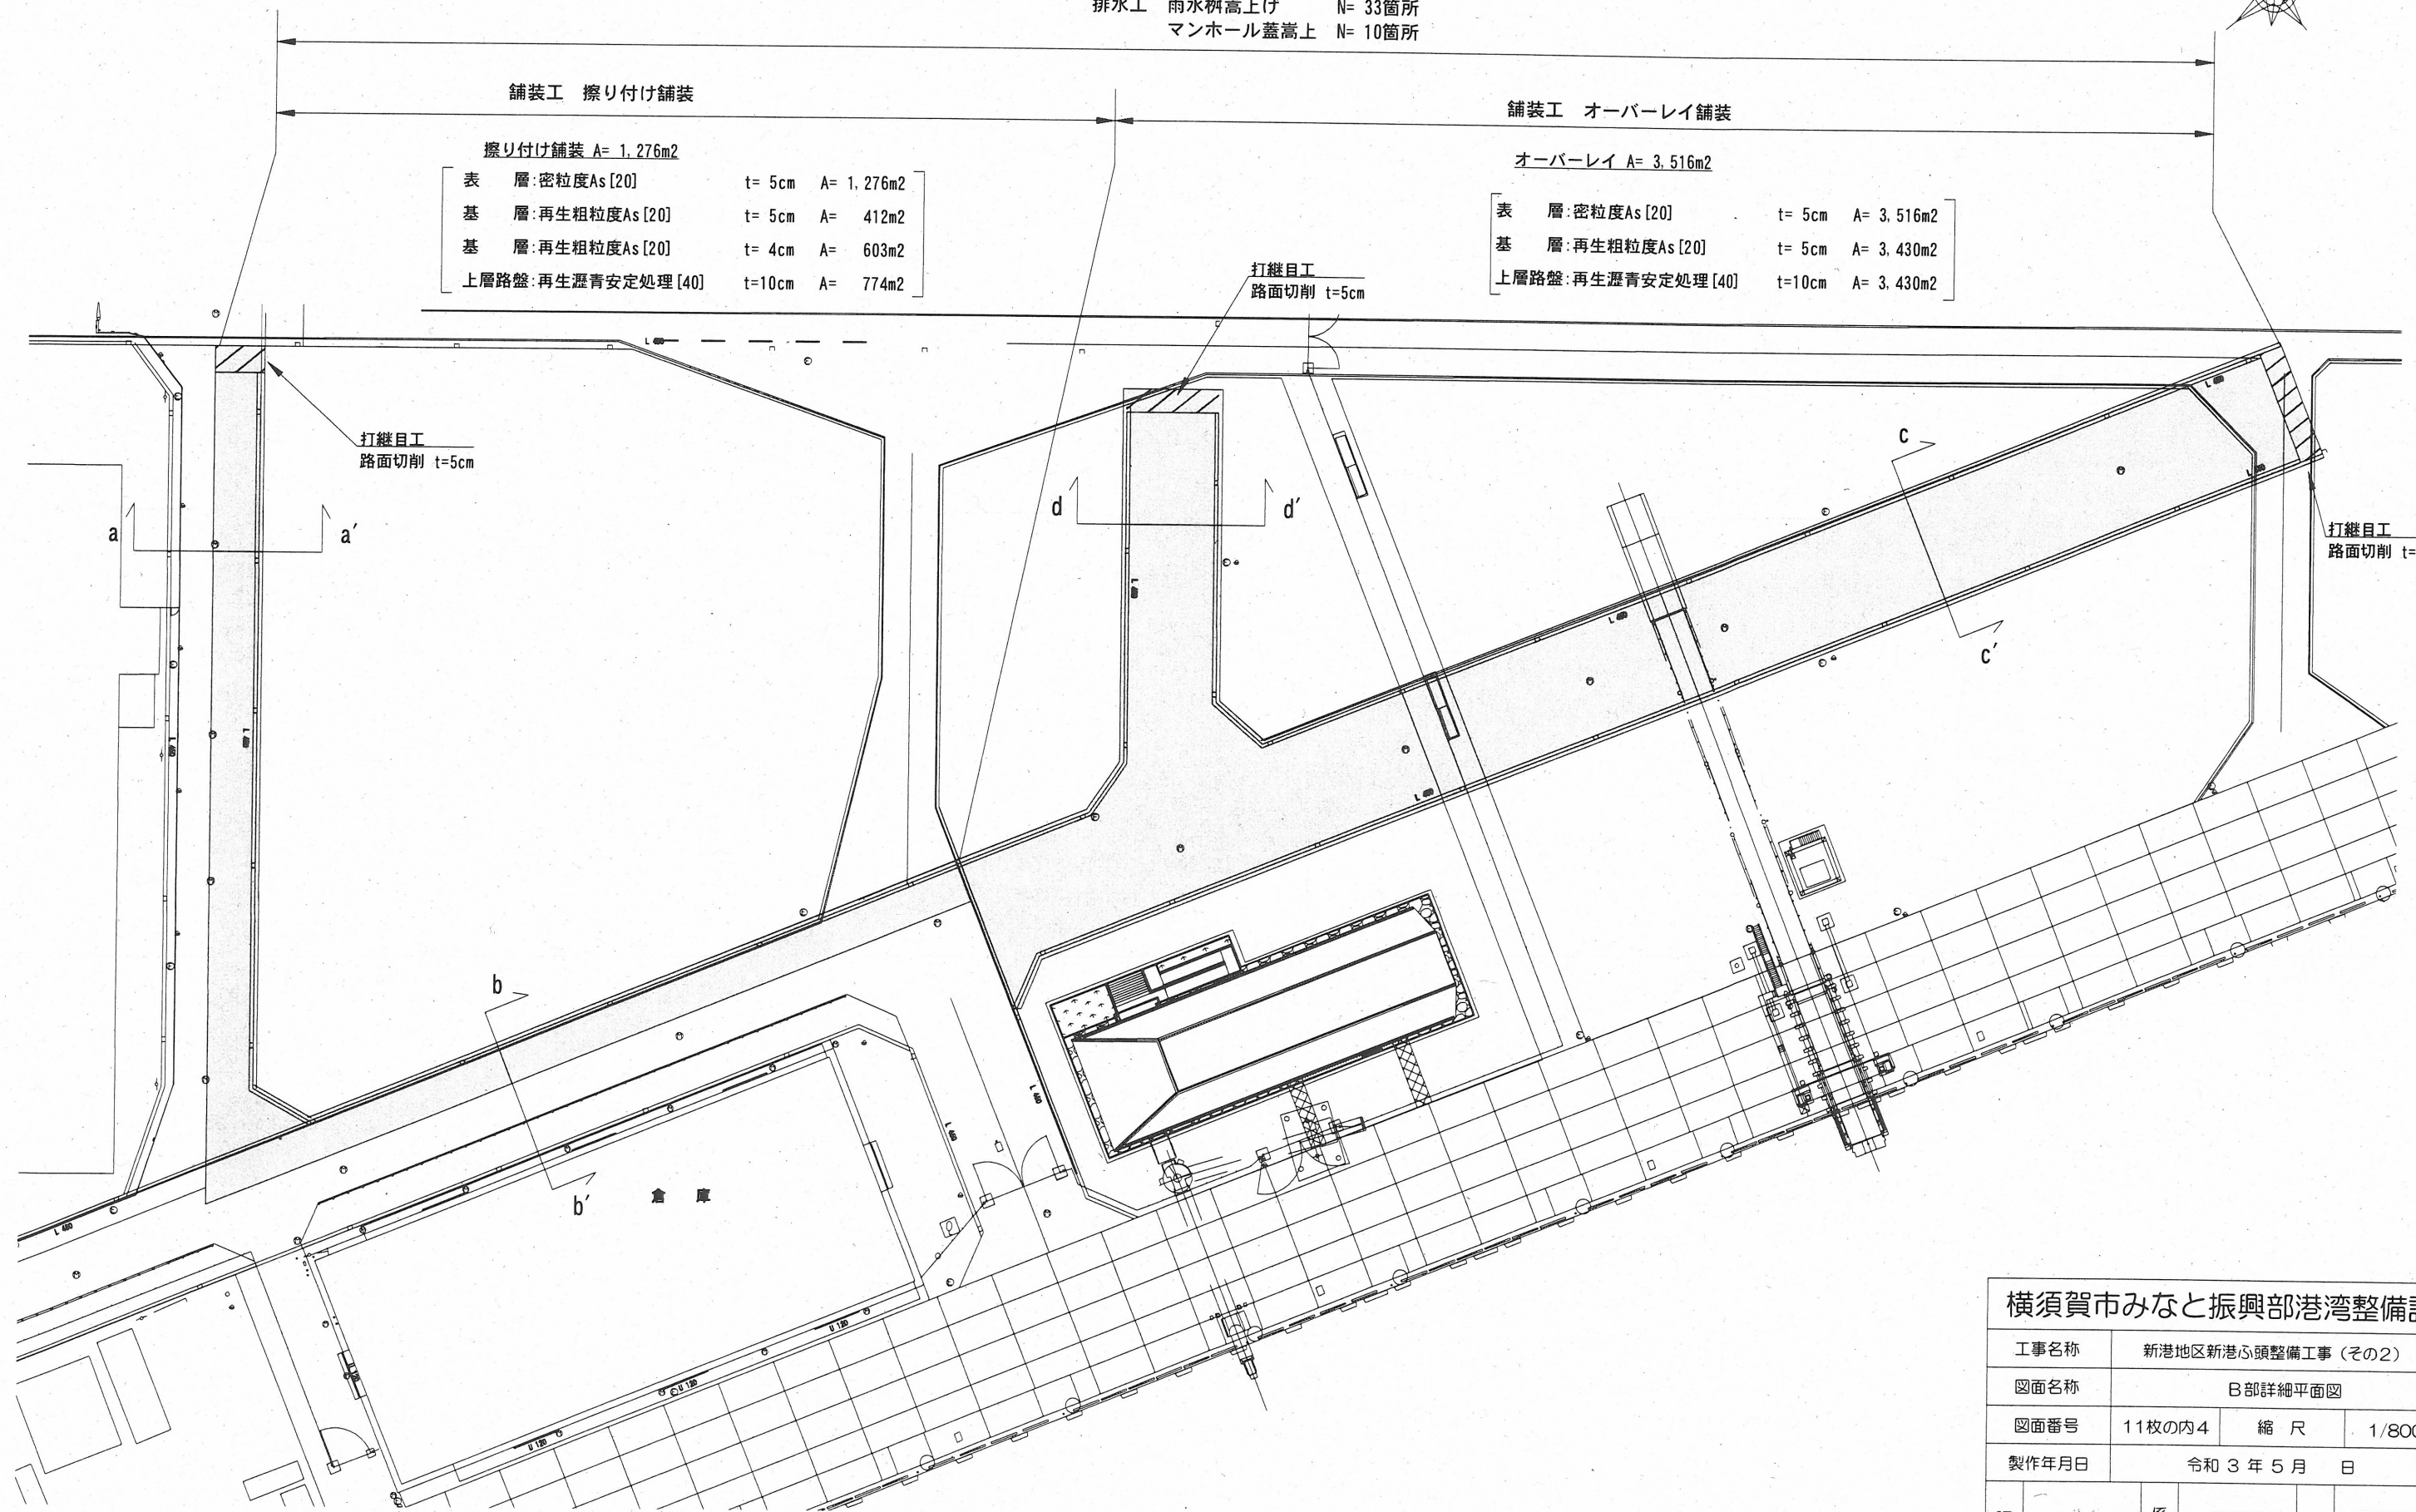 排水工 雨水桝嵩上げ N= 33箇所
マンホール蓋嵩上 N= 10箇所
舗装工 擦り付け舗装
舗装工 オーバーレイ舗装
擦り付け舗装 A= 1,276m2
表 層:密粒度As[20] t= 5cm A= 1,276m2
基 層:再生粗粒度As[20] t= 5cm A= 412m2
基 層:再生粗粒度As[20] t= 4cm A= 603m2
上層路盤:再生瀝青安定処理[40] t=10cm A= 774m2
オーバーレイ A= 3,516m2
表 層:密粒度As[20] t= 5cm A= 3,516m2
基 層:再生粗粒度As[20] t= 5cm A= 3,430m2
上層路盤:再生瀝青安定処理[40] t=10cm A= 3,430m2
打継目工
路面切削 t=5cm
打継目工
路面切削 t=5cm
打継目工
路面切削 t=
a
a′
d
d′
c
c′
b
b′
倉 庫
U 120
U 120
U 120
横須賀市みなと振興部港湾整備
工事名称 新港地区新港ふ頭整備工事(その2)
図面名称 B部詳細平面図
図面番号 11枚の内4 縮 尺 1/800
製作年月日 令和 3 年 5 月 日